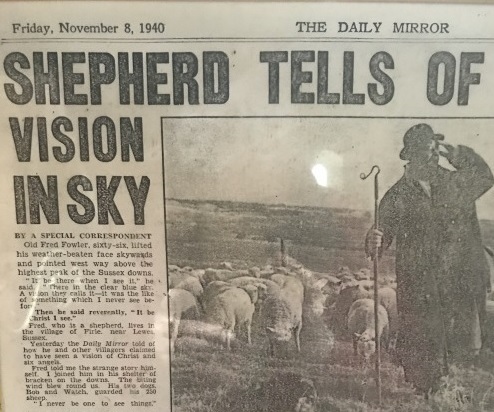 Friday, November 8, 1940
THE DAILY MIRROR
SHEPHERD TELLS OF
VISION
IN SKY
BY A SPECIAL CORRESPONDENT
Old Fred Fowler, sixty-six, lifted
his weather-beaten face skywards
and pointed west way above the
highest peak of the Sussex downs.
"It be there when I see it," he
said. "There in the clear blue sky.
A vision they calls it—it was the like
of something which I never see be-
fore."
Then he said reverently, "It be
Christ I see."
Fred, who is a shepherd, lives in
the village of Firle, near Lewes,
Sussex.
Yesterday the Daily Mirror told of
how he and other villagers claimed
to have seen a vision of Christ and
six angels.
Fred told me the strange story him-
self. I joined him in his shelter of
bracken on the downs. The biting
wind blew round us. His two dogs,
Bob and Watch, guarded his 250
sheep.
"I never be one to see things,"